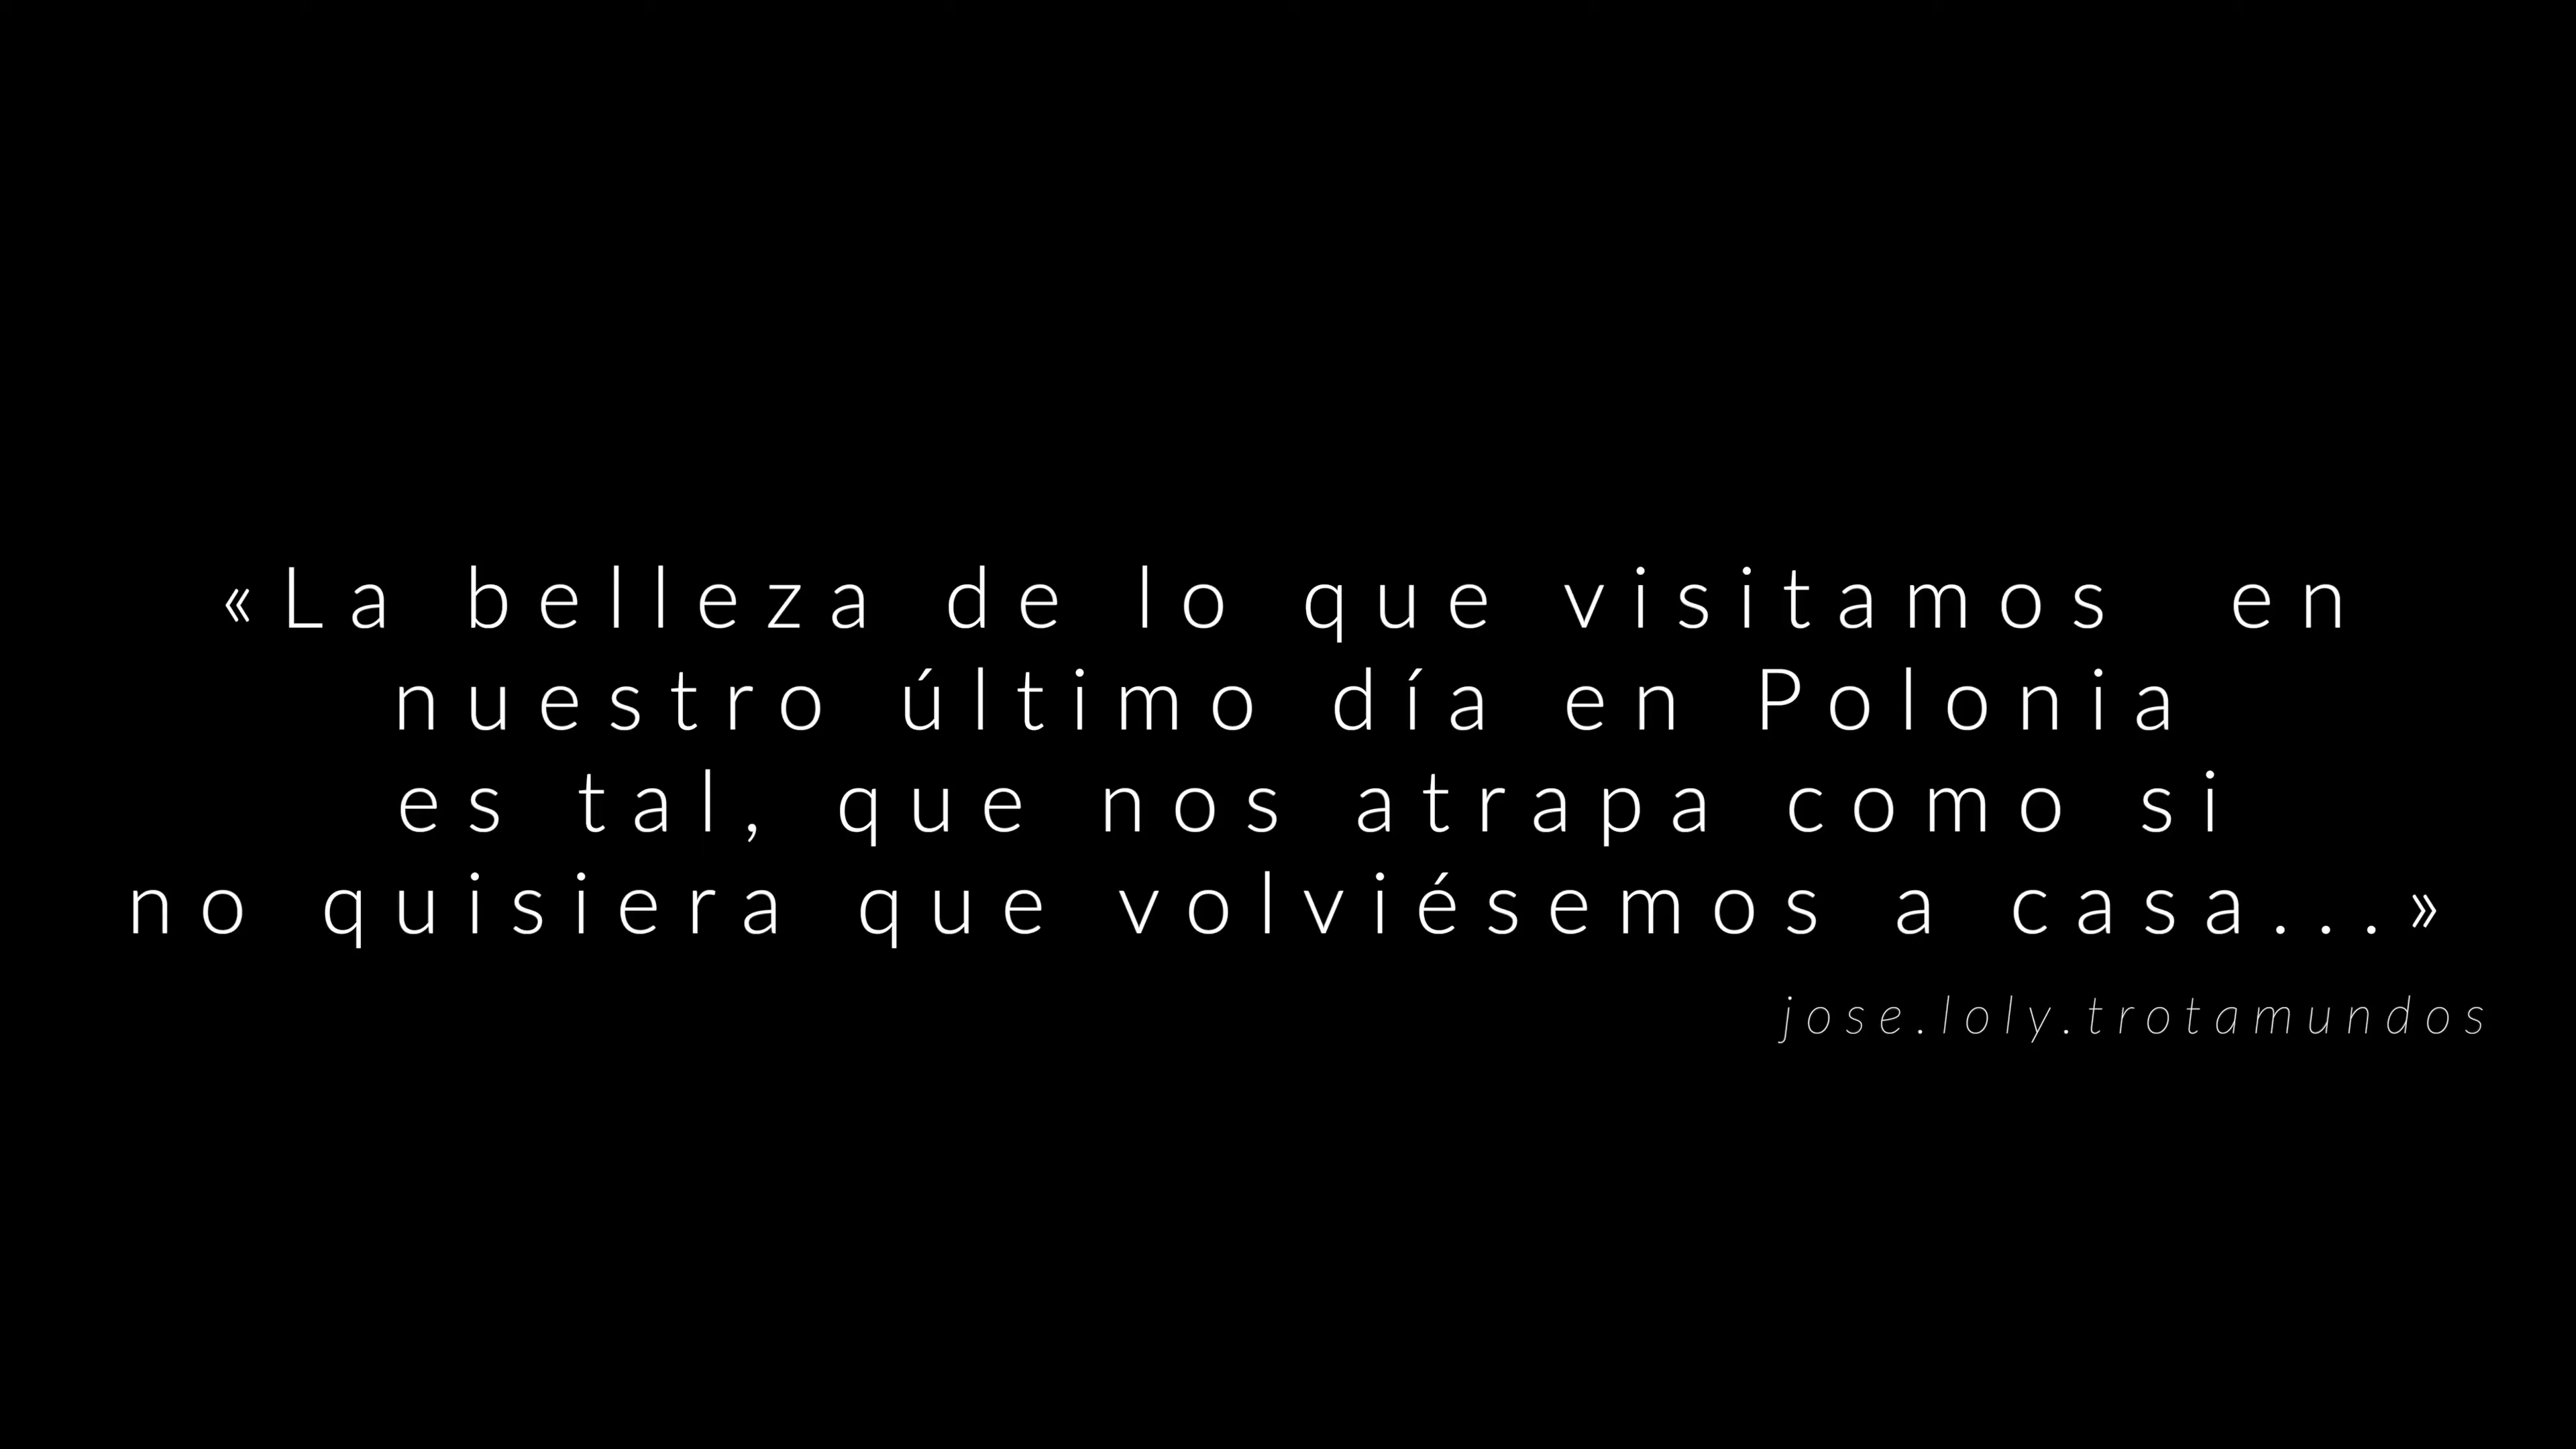 «La belleza de lo que visitamos en
nuestro último día en Polonia
es tal, que nos atrapa como si
no quisiera que volviésemos a casa...»
jose.loly.trotamundos